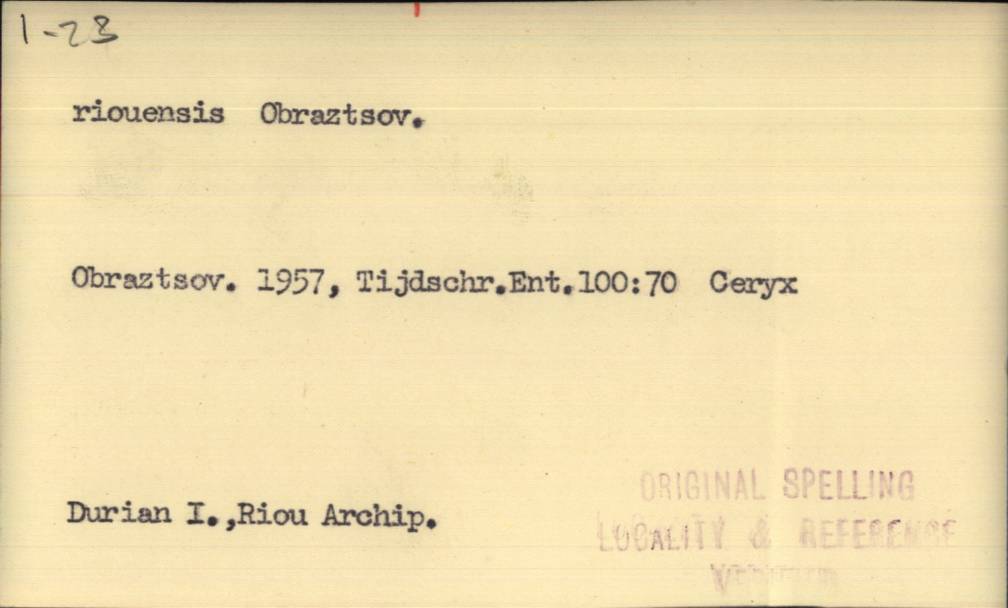 1-23
riouensis Obraztsov.
Obraztsov. 1957, Tijdschr.Ent.100:70 Ceryx
Durian I.,Riou Archip.
ORIGINAL SPELLING
LOCALITY & REFERENCE